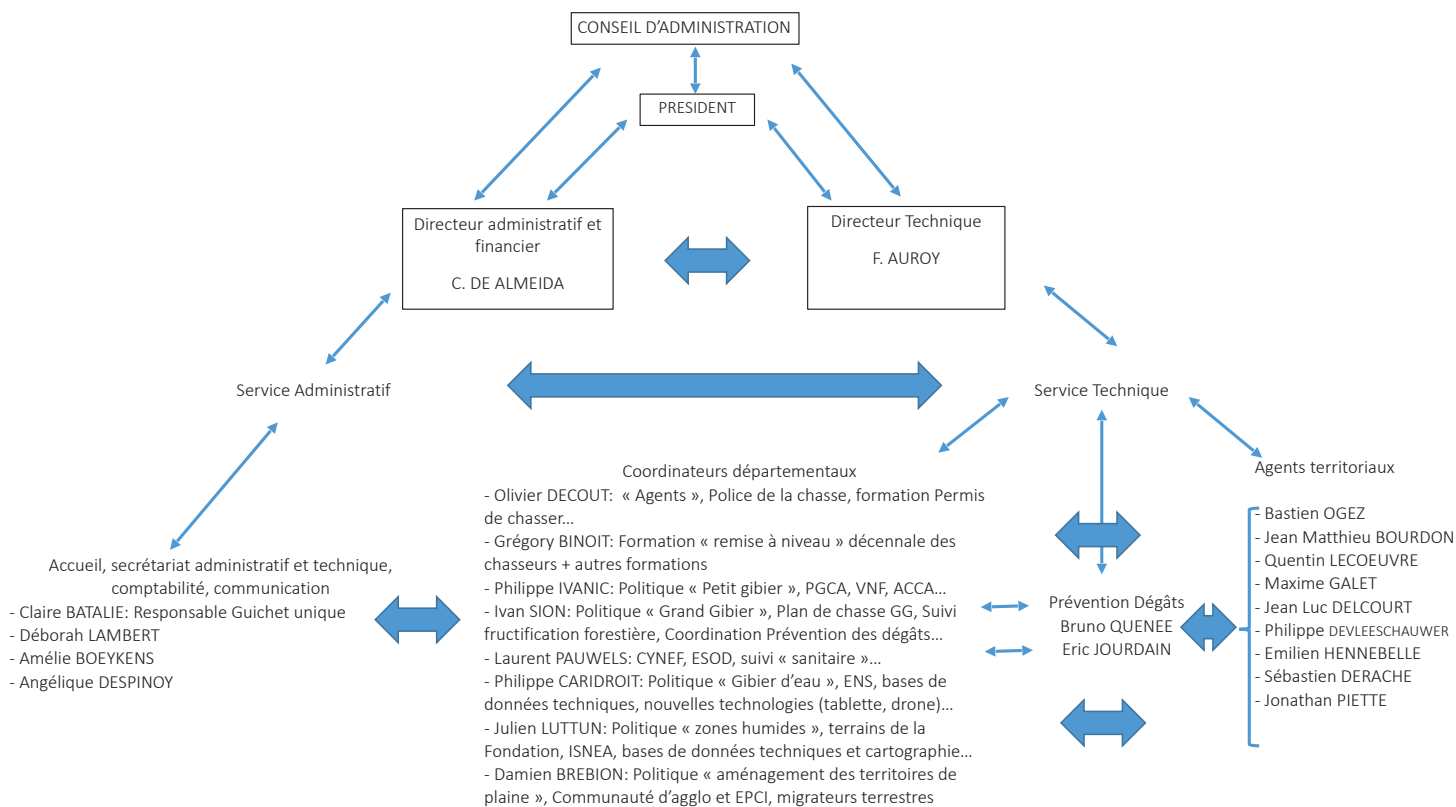 CONSEIL D'ADMINISTRATION
PRESIDENT
Directeur administratif et
financier
C. DE ALMEIDA
Directeur Technique
F. AUROY
Service Administratif
Service Technique
Accueil, secrétariat administratif et technique,
comptabilité, communication
- Claire BATALIE: Responsable Guichet unique
- Déborah LAMBERT
- Amélie BOEYKENS
- Angélique DESPINOY
Coordinateurs départementaux
- Olivier DECOUT:  « Agents », Police de la chasse, formation Permis
de chasser…
- Grégory BINOIT: Formation « remise à niveau » décennale des
chasseurs + autres formations
- Philippe IVANIC: Politique « Petit gibier », PGCA, VNF, ACCA…
- Ivan SION: Politique « Grand Gibier », Plan de chasse GG, Suivi
fructification forestière, Coordination Prévention des dégâts…
- Laurent PAUWELS: CYNEF, ESOD, suivi « sanitaire »…
- Philippe CARIDROIT: Politique « Gibier d'eau », ENS, bases de
données techniques, nouvelles technologies (tablette, drone)…
- Julien LUTTUN: Politique « zones humides », terrains de la
Fondation, ISNEA, bases de données techniques et cartographie…
- Damien BREBION: Politique « aménagement des territoires de
plaine », Communauté d'agglo et EPCI, migrateurs terrestres
Prévention Dégâts
Bruno QUENEE
Eric JOURDAIN
Agents territoriaux
- Bastien OGEZ
- Jean Matthieu BOURDON
- Quentin LECOEUVRE
- Maxime GALET
- Jean Luc DELCOURT
- Philippe DEVLEESCHAUWER
- Emilien HENNEBELLE
- Sébastien DERACHE
- Jonathan PIETTE